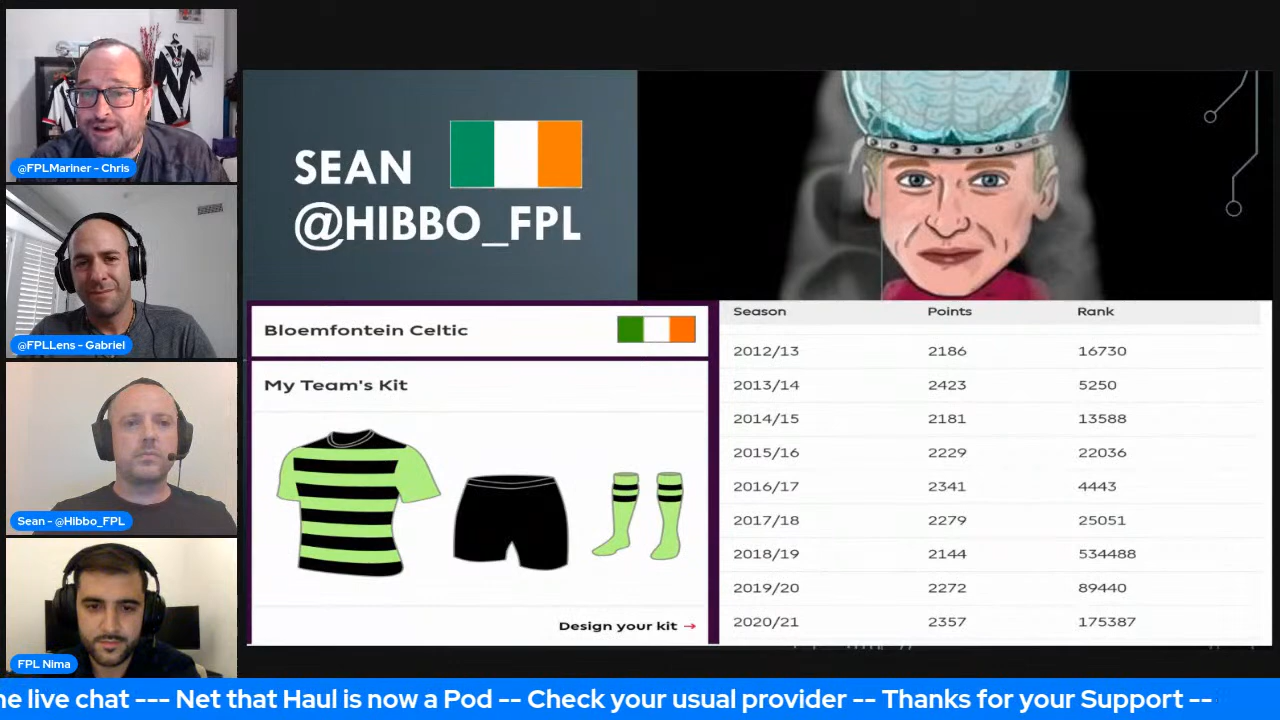 @FPLMariner - Chris
@FPLLens - Gabriel
Sean - @Hibbo_FPL
FPL Nima
SEAN
@HIBBO_FPL
Bloemfontein Celtic
My Team's Kit
Design your kit →
Season Points Rank
2012/13 2186 16730
2013/14 2423 5250
2014/15 2181 13588
2015/16 2229 22036
2016/17 2341 4443
2017/18 2279 25051
2018/19 2144 534488
2019/20 2272 89440
2020/21 2357 175387
live chat --- Net that Haul is now a Pod -- Check your usual provider -- Thanks for your Support --